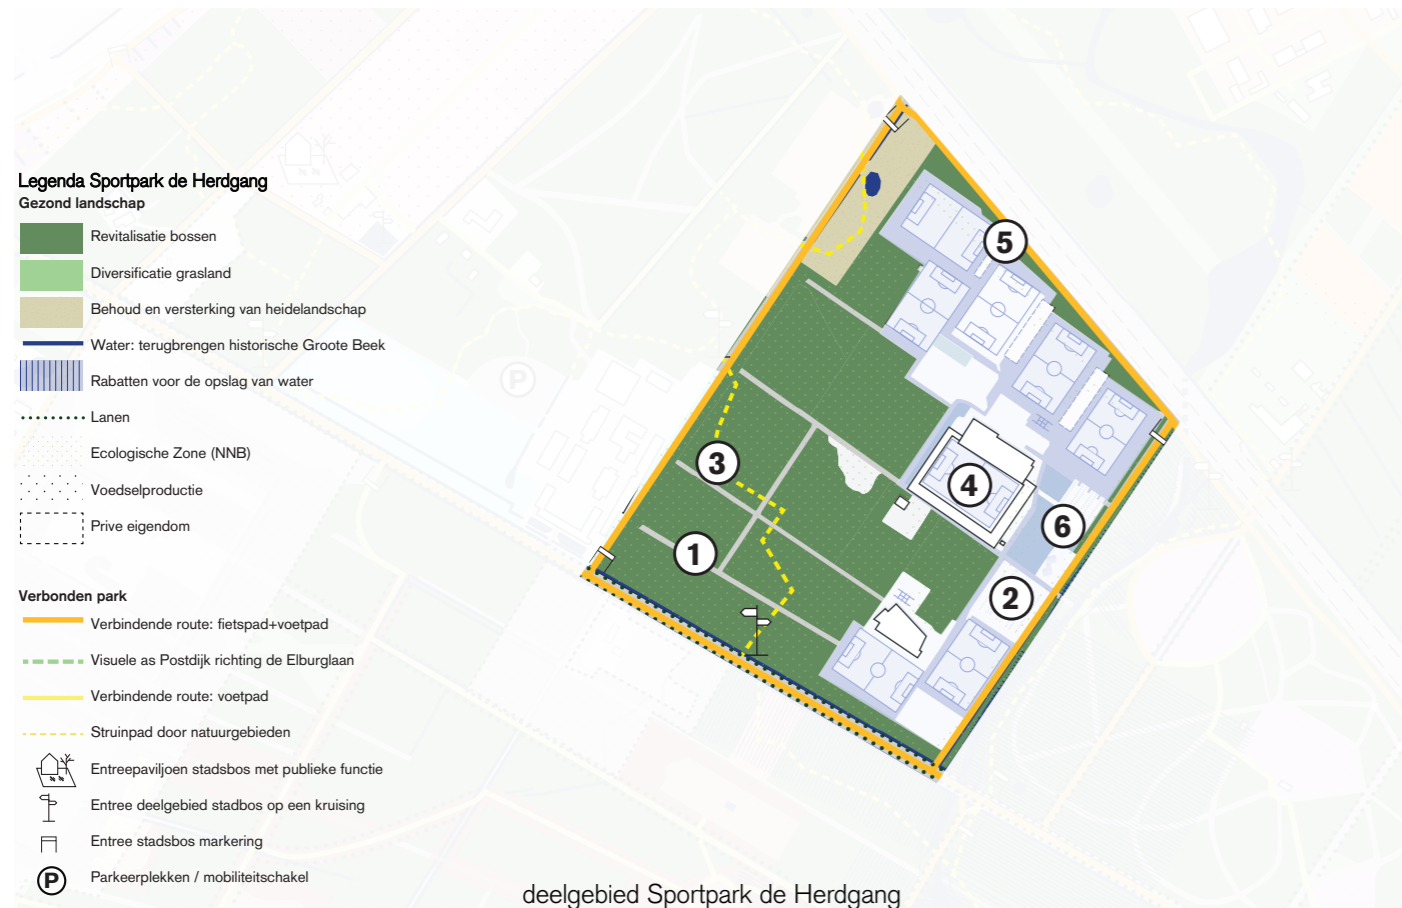 Legenda Sportpark de Herdgang
Gezond landschap
Revitalisatie bossen
Diversificatie grasland
Behoud en versterking van heidelandschap
Water: terugbrengen historische Groote Beek
Rabatten voor de opslag van water
Lanen
Ecologische Zone (NNB)
Voedselproductie
Prive eigendom
Verbonden park
Verbindende route: fietspad+voetpad
Visuele as Postdijk richting de Elburglaan
Verbindende route: voetpad
Struinpad door natuurgebieden
Entreepaviljoen stadsbos met publieke functie
Entree deelgebied stadbos op een kruising
Entree stadsbos markering
P Parkeerplekken / mobiliteitschakel
P
5
3
4
6
1
2
deelgebied Sportpark de Herdgang